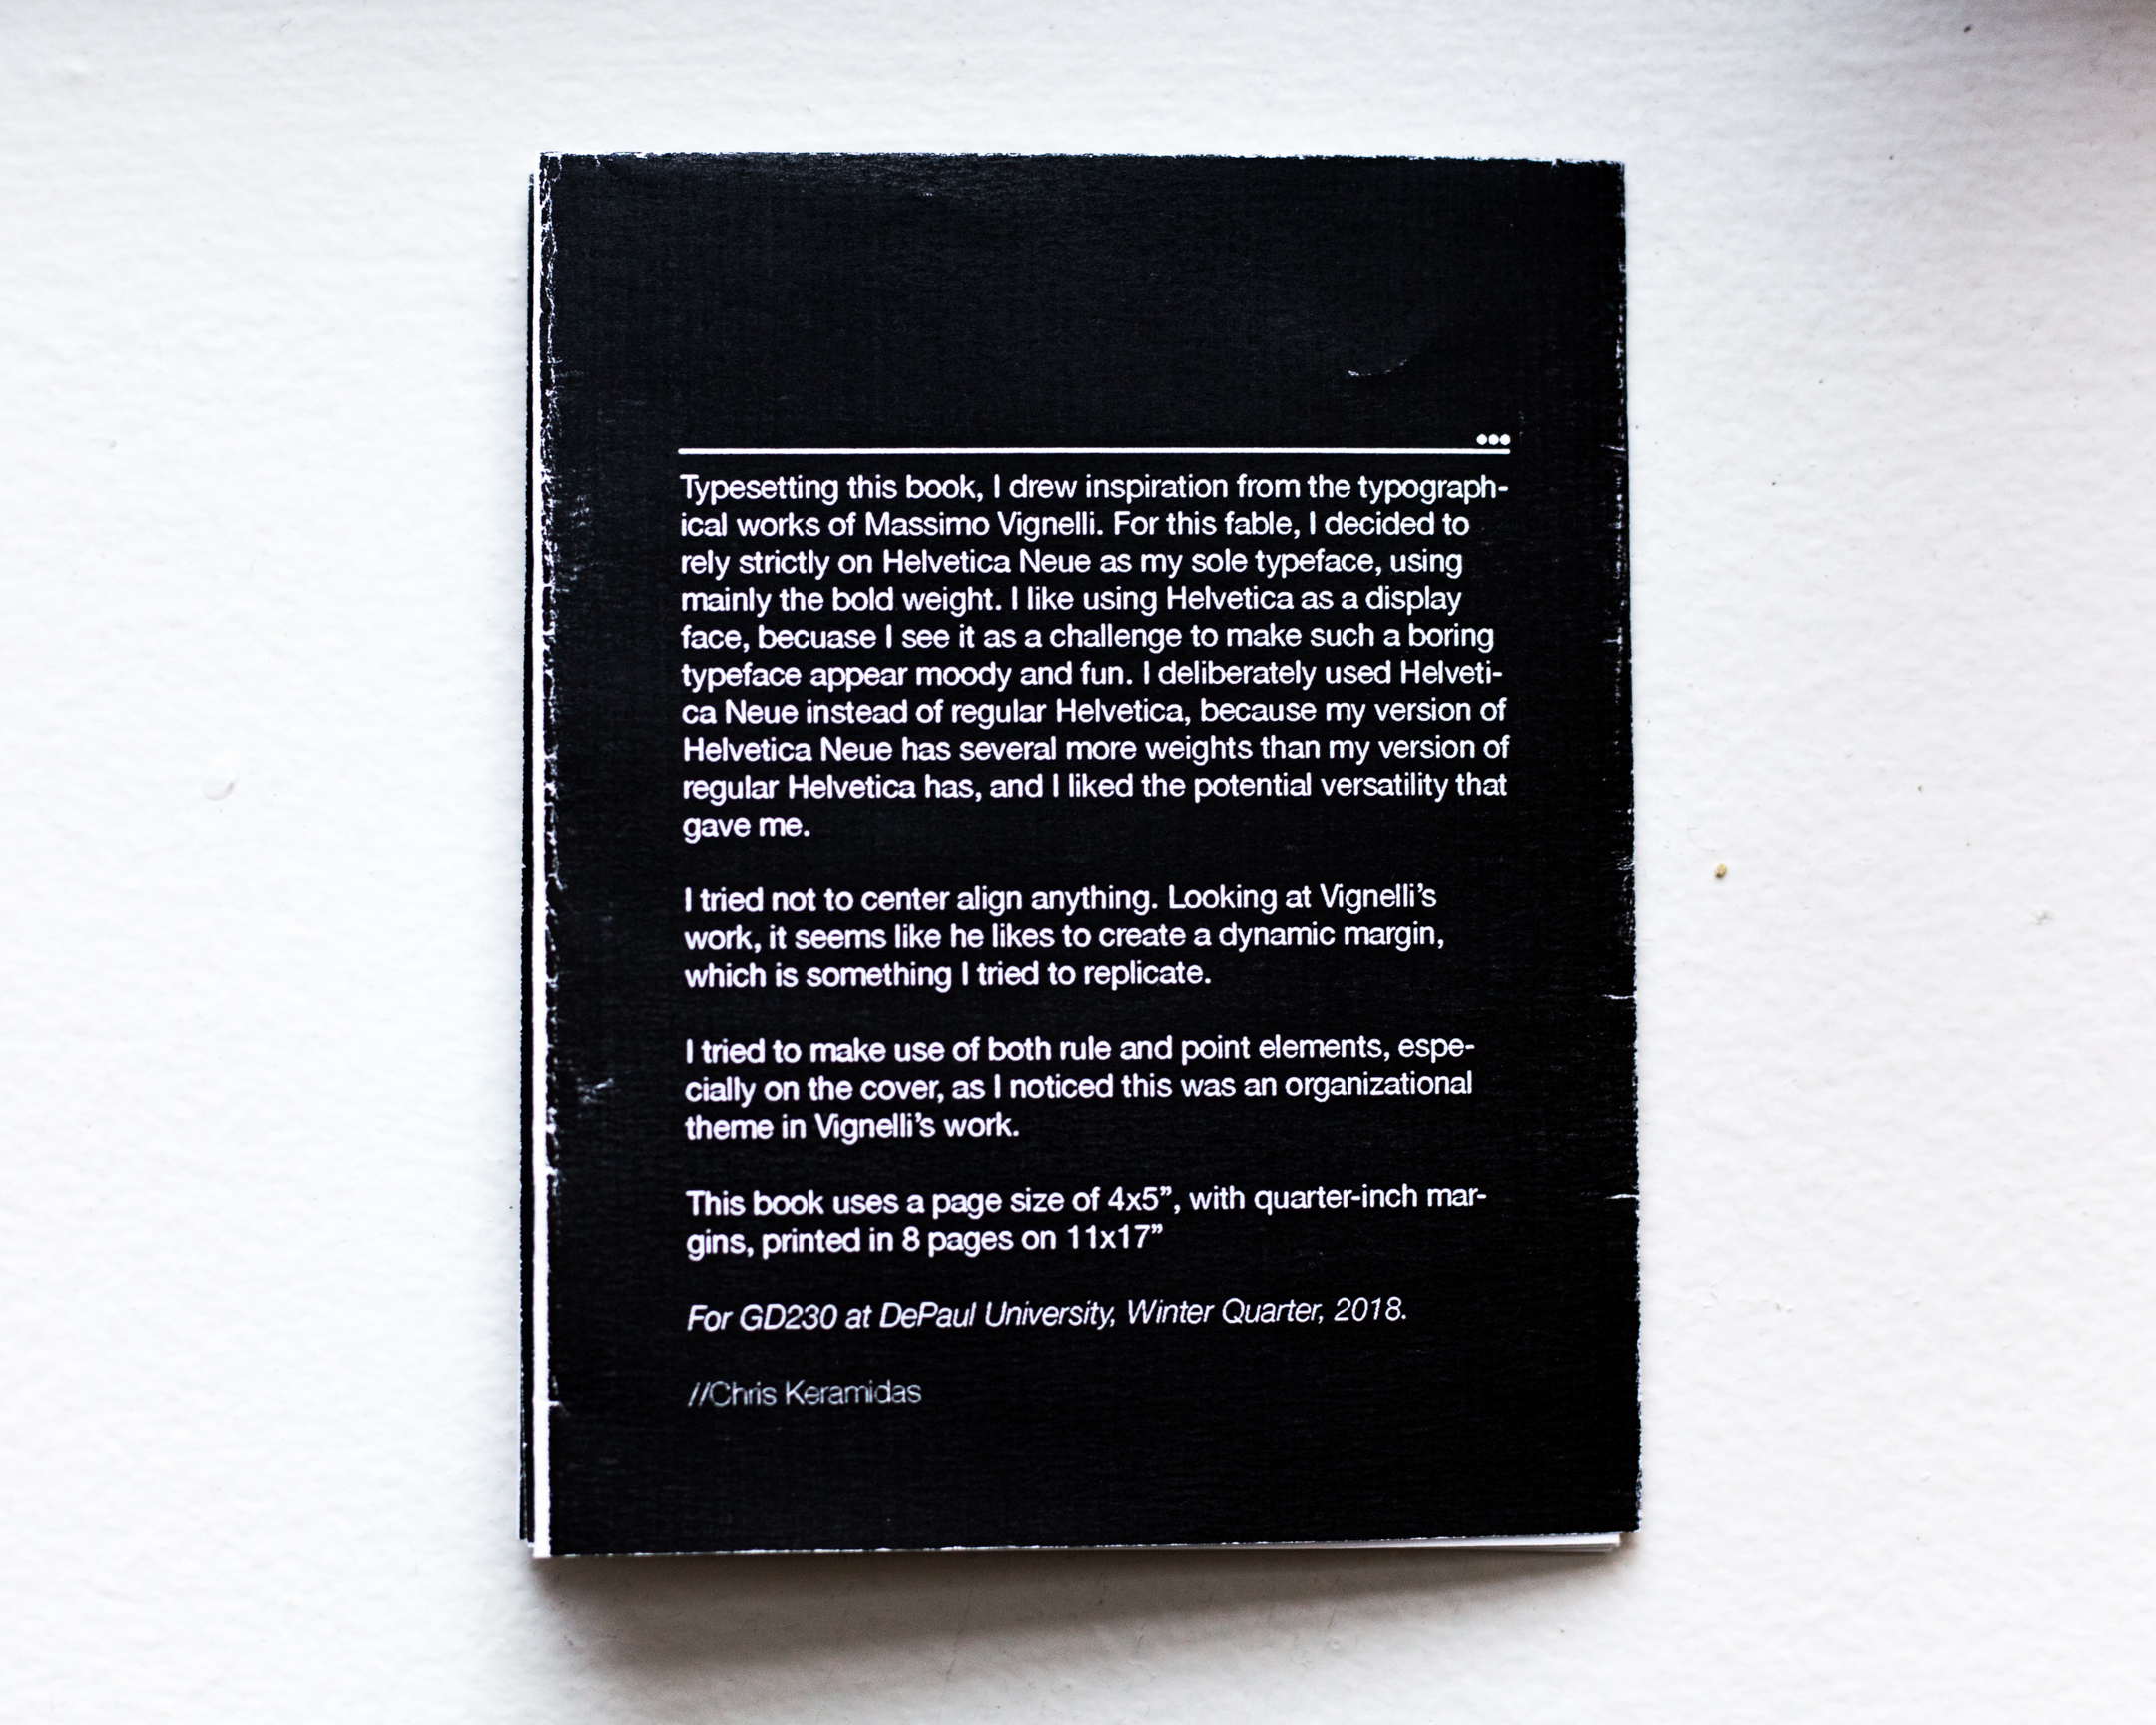 Typesetting this book, I drew inspiration from the typograph-
ical works of Massimo Vignelli. For this fable, I decided to
rely strictly on Helvetica Neue as my sole typeface, using
mainly the bold weight. I like using Helvetica as a display
face, becuase I see it as a challenge to make such a boring
typeface appear moody and fun. I deliberately used Helveti-
ca Neue instead of regular Helvetica, because my version of
Helvetica Neue has several more weights than my version of
regular Helvetica has, and I liked the potential versatility that
gave me.
I tried not to center align anything. Looking at Vignelli’s
work, it seems like he likes to create a dynamic margin,
which is something I tried to replicate.
I tried to make use of both rule and point elements, espe-
cially on the cover, as I noticed this was an organizational
theme in Vignelli’s work.
This book uses a page size of 4x5”, with quarter-inch mar-
gins, printed in 8 pages on 11x17”
For GD230 at DePaul University, Winter Quarter, 2018.
//Chris Keramidas